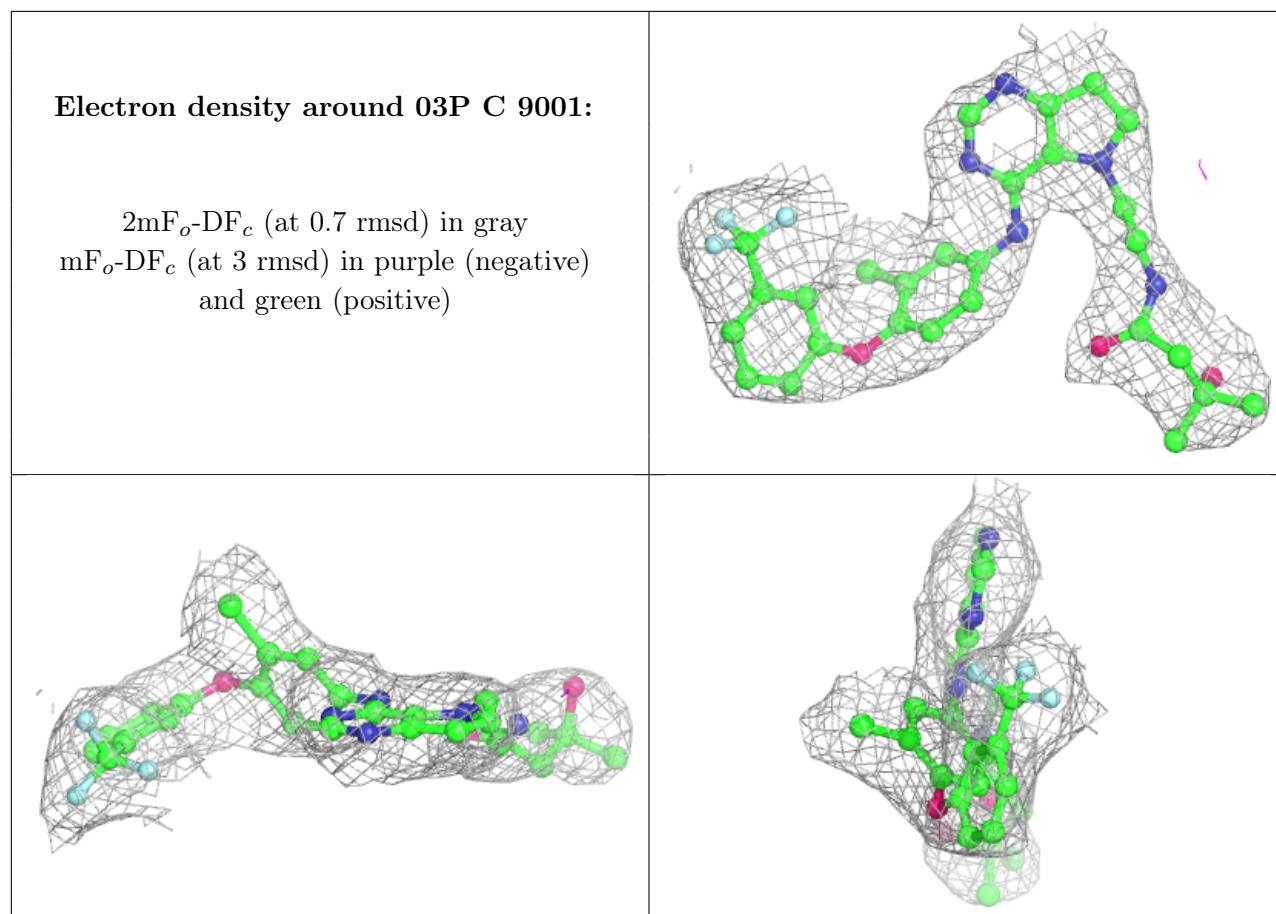 Electron density around 03P C 9001:
2mFo-DFc (at 0.7 rmsd) in gray
mFo-DFc (at 3 rmsd) in purple (negative)
and green (positive)